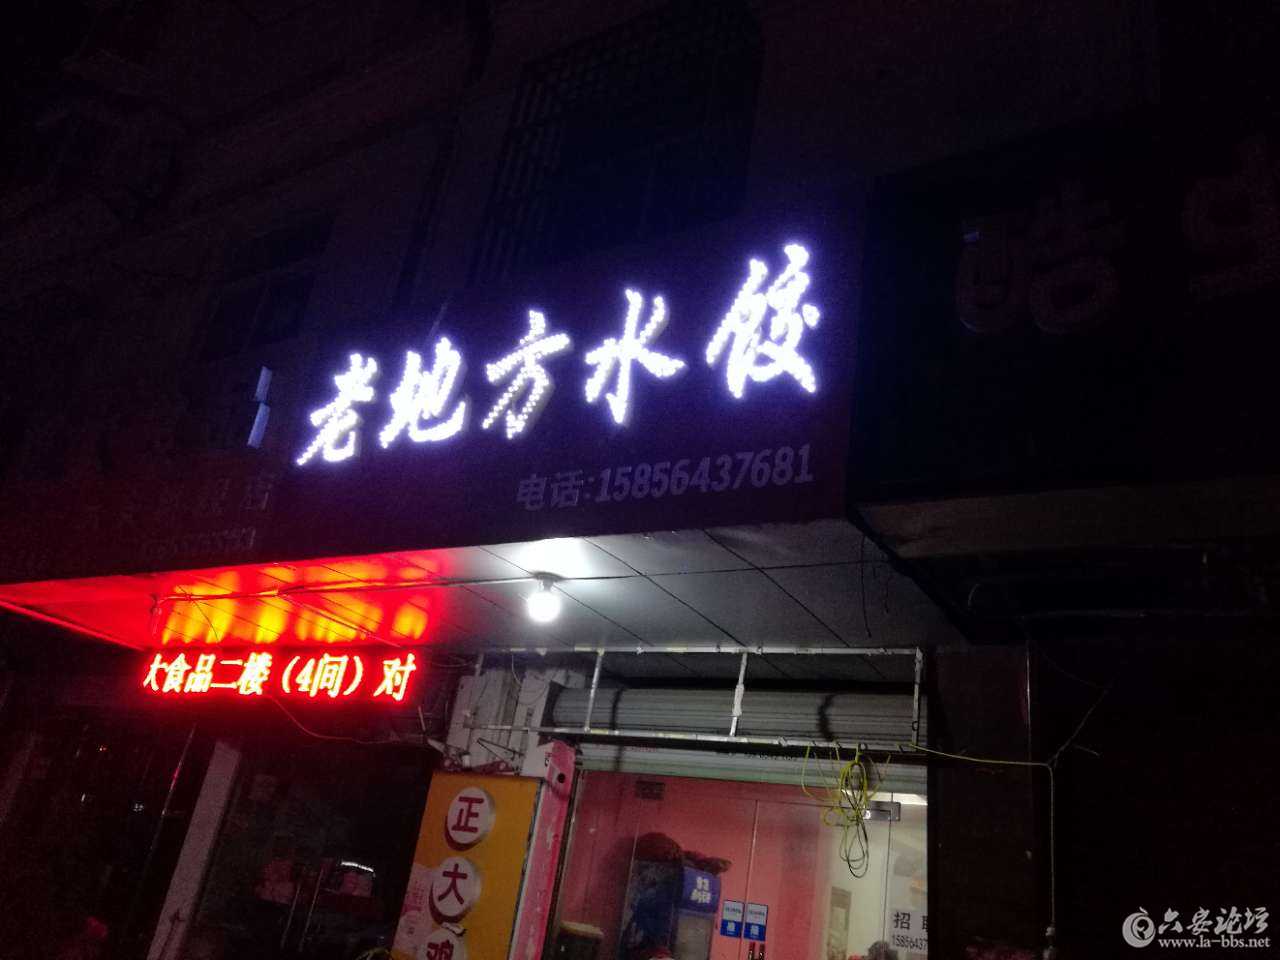 老地方水饺
电话:15856437681
食品二楼（4间）对
正
大
鸡
招
六安论坛
www.la-bbs.net